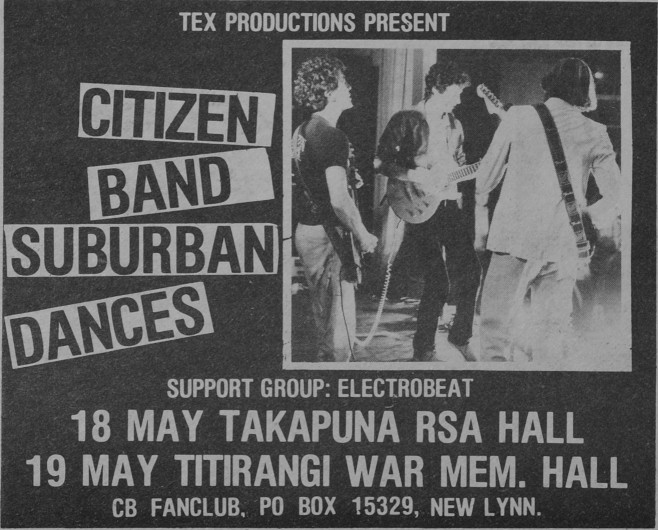 TEX PRODUCTIONS PRESENT
CITIZEN
BAND
SUBURBAN
DANCES
SUPPORT GROUP: ELECTROBEAT
18 MAY TAKAPUNA RSA HALL
19 MAY TITIRANGI WAR MEM. HALL
CB FANCLUB, PO BOX 15329, NEW LYNN.